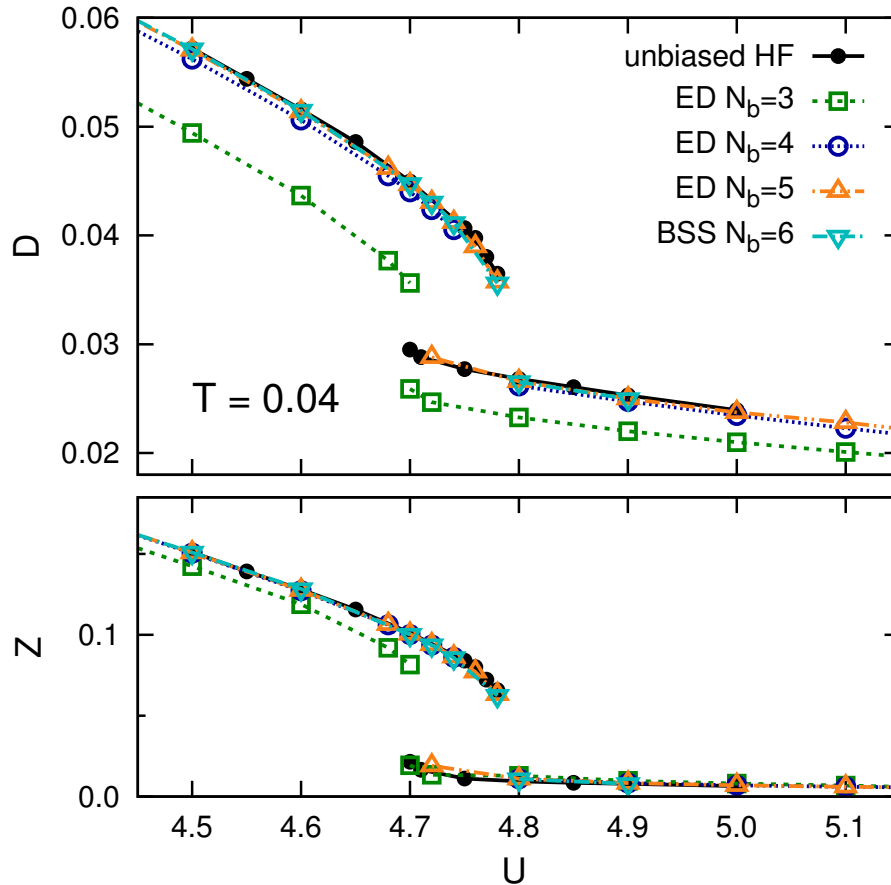 0.06
0.05
0.04
0.03
0.02
D
unbiased HF
ED N_b=3
ED N_b=4
ED N_b=5
BSS N_b=6
T = 0.04
0.1
0.0
Z
4.5 4.6 4.7 4.8 4.9 5.0 5.1
U